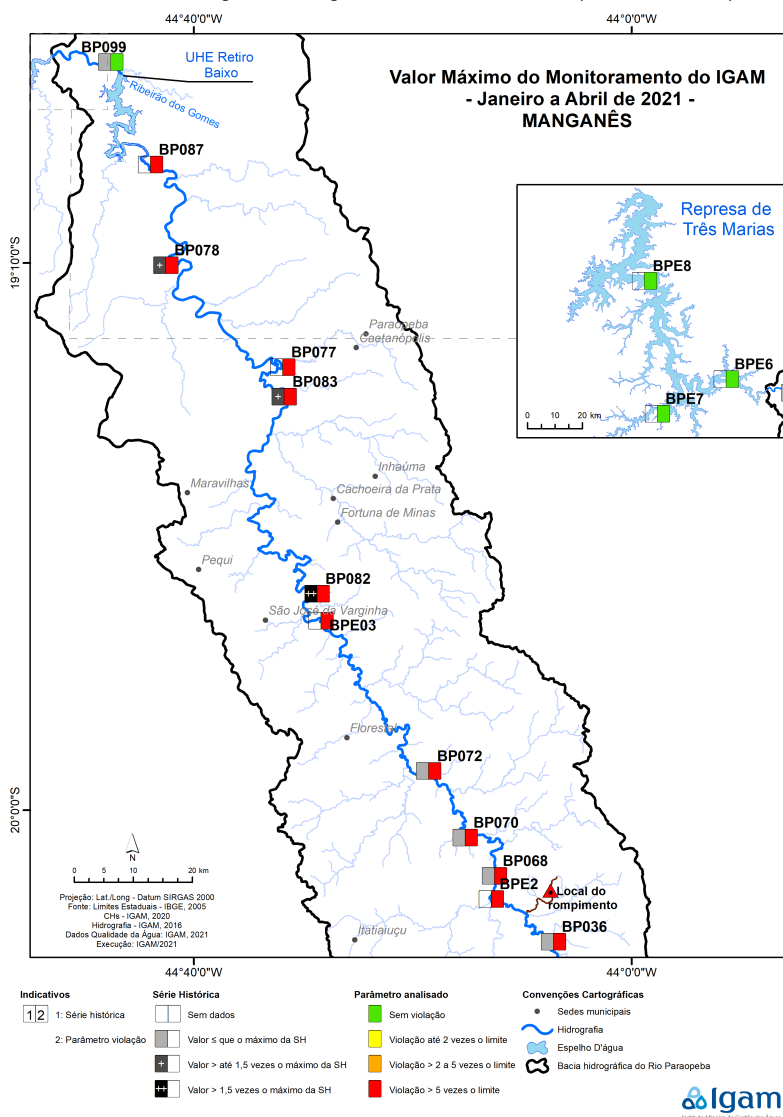 44°40'0"W
44°0'0"W
BP099
UHE Retiro
Baixo
Ribeirão dos Gomes
Valor Máximo do Monitoramento do IGAM
- Janeiro a Abril de 2021 -
MANGANÊS
BP087
Represa de
Três Marias
BP078
BPE8
19°10'0"S
Paraopeba
Caetanópolis
BP077
BPE6
BP083
BPE7
0 10 20 km
Inhaúma
Maravilhas
Cachoeira da Prata
Fortuna de Minas
Pequi
BP082
São José da Varginha
BPE03
Florestal
BP072
20°0'0"S
BP070
N
BP068
0 5 10 20 km
BPE2
Local do
rompimento
Projeção: Lat./Long - Datum SIRGAS 2000
Fonte: Limites Estaduais - IBGE, 2005
CHs - IGAM, 2020
Hidrografia - IGAM, 2016
Dados Qualidade da Água: IGAM, 2021
Execução: IGAM/2021
BP036
Itatiaiuçu
44°40'0"W
44°0'0"W
Indicativos
1 2
1: Série histórica
2: Parâmetro violação
Série Histórica
Sem dados
Valor ≤ que o máximo da SH
+ Valor > até 1,5 vezes o máximo da SH
++ Valor > 1,5 vezes o máximo da SH
Parâmetro analisado
Sem violação
Violação até 2 vezes o limite
Violação > 2 a 5 vezes o limite
Violação > 5 vezes o limite
Convenções Cartográficas
Sedes municipais
Hidrografia
Espelho D'água
Bacia hidrográfica do Rio Paraopeba
Igam